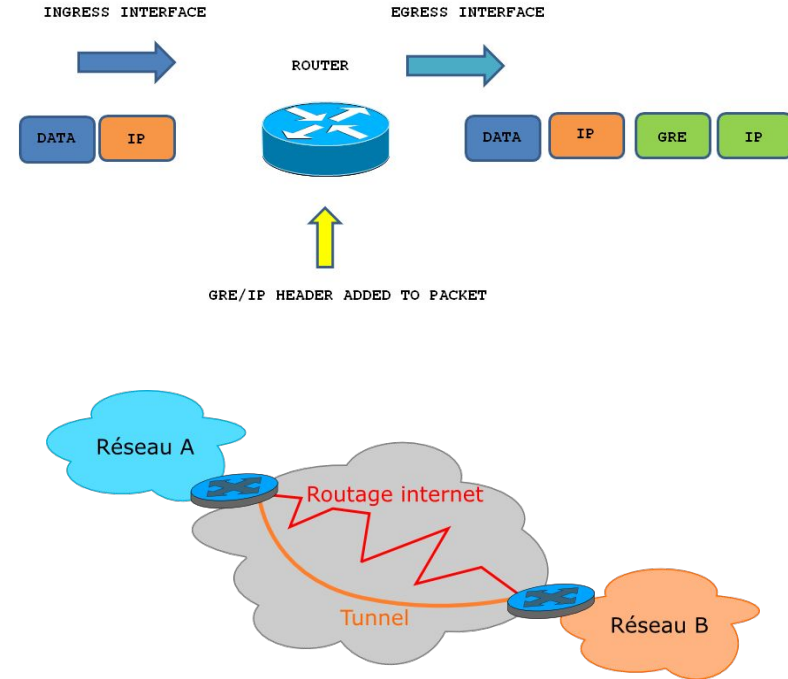 INGRESS INTERFACE
EGRESS INTERFACE
ROUTER
DATA
IP
DATA
IP
GRE
IP
GRE/IP HEADER ADDED TO PACKET
Réseau A
Routage internet
Tunnel
Réseau B